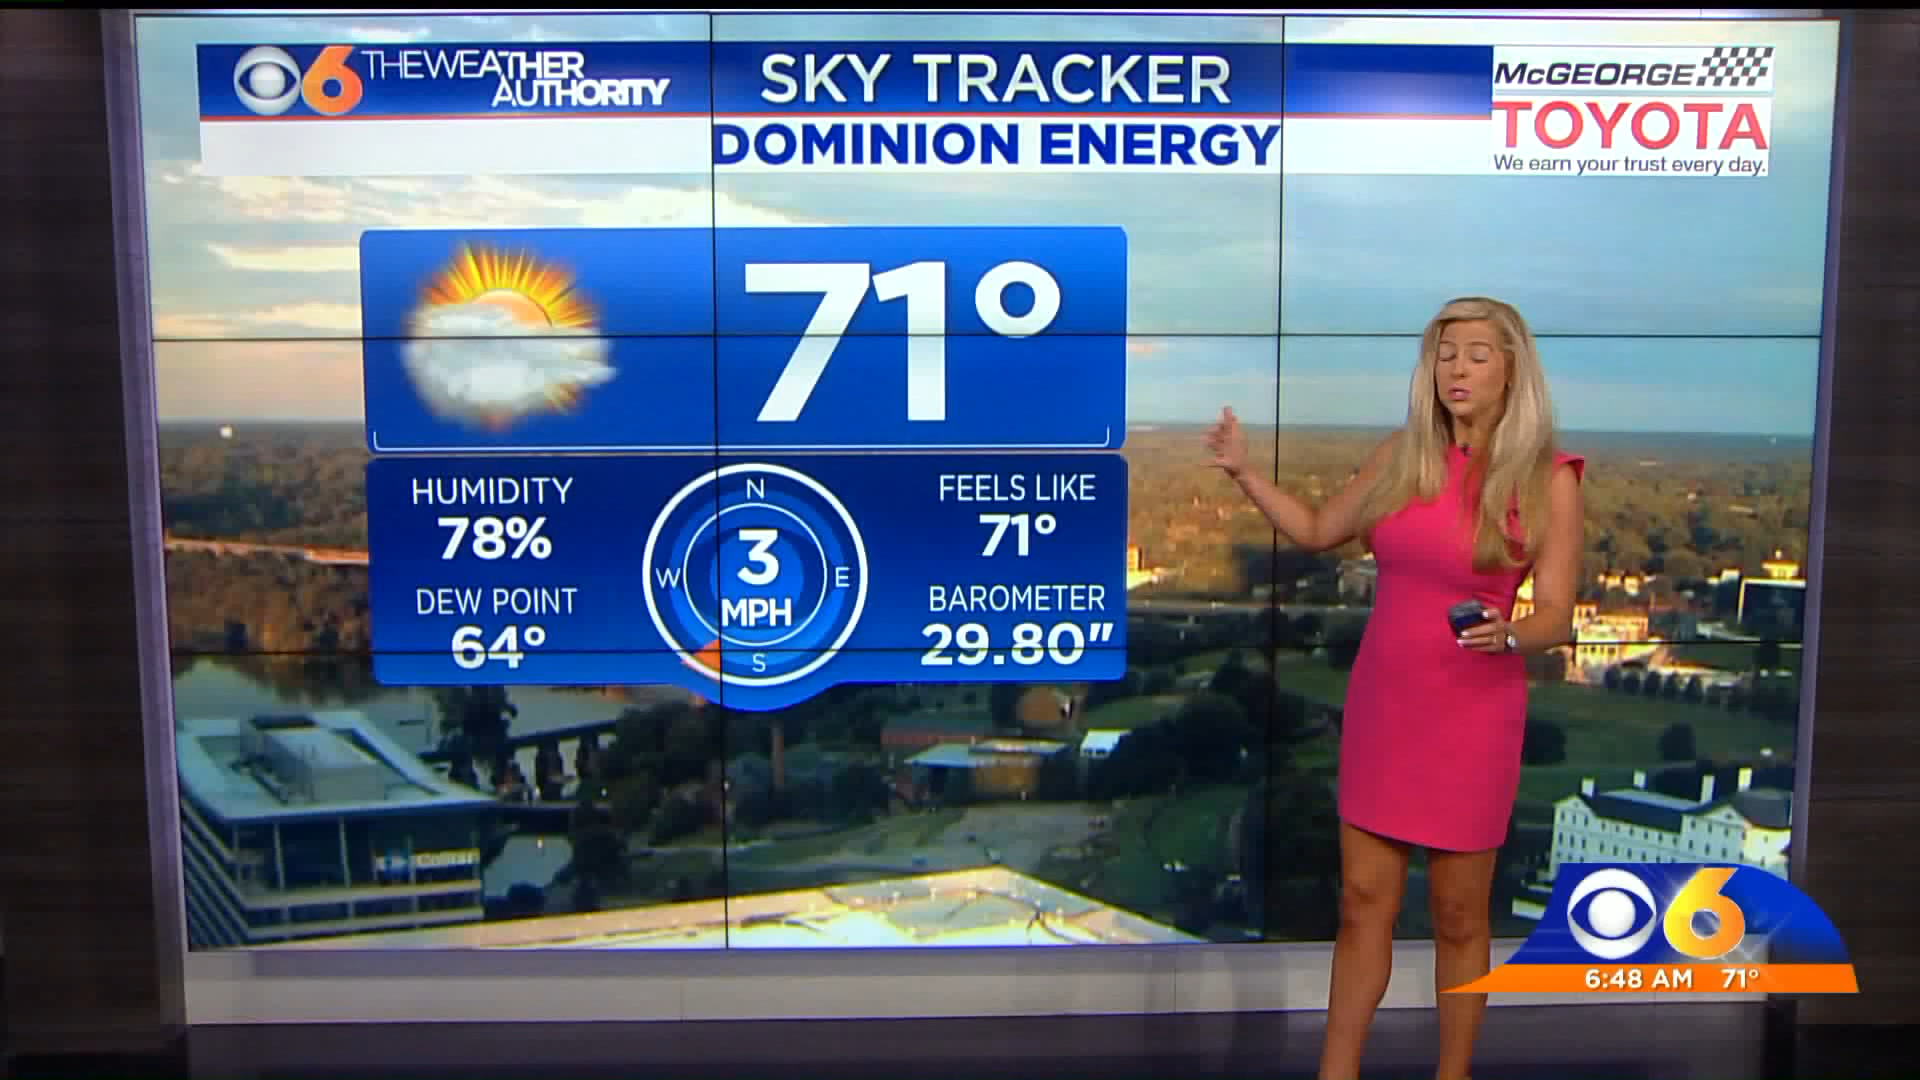 6 THE WEATHER
AUTHORITY
SKY TRACKER
DOMINION ENERGY
McGEORGE
TOYOTA
We earn your trust every day.
71°
HUMIDITY
78%
DEW POINT
64°
N
W
E
S
3
MPH
FEELS LIKE
71°
BAROMETER
29.80"
6
6:48 AM 71°